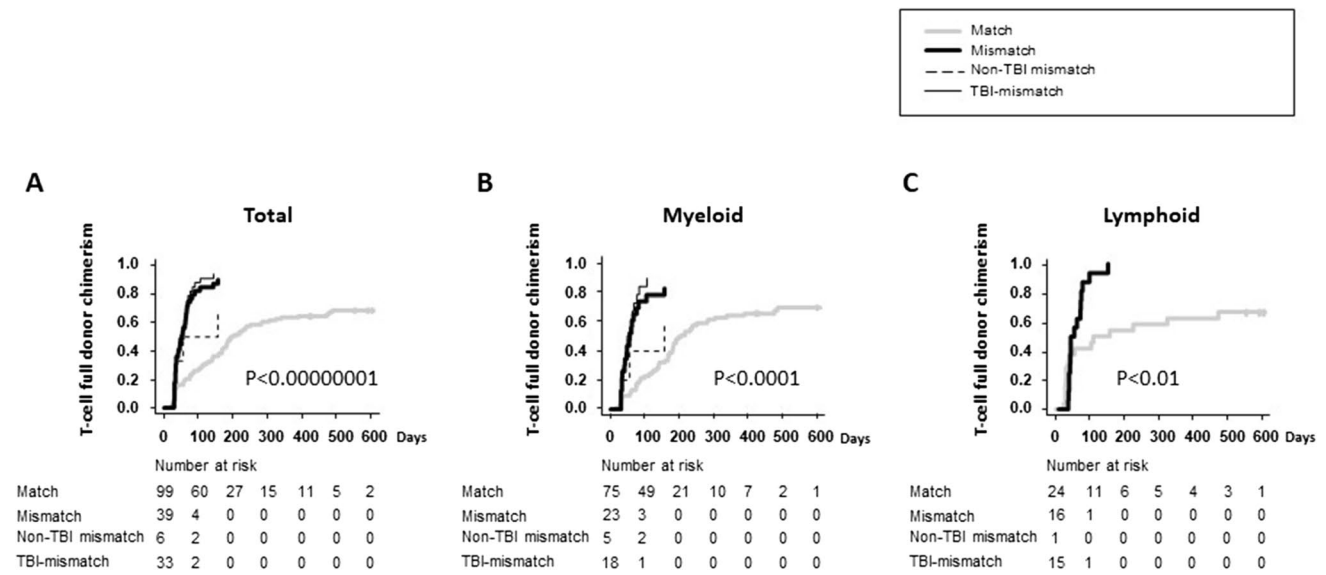 Match
Mismatch
Non-TBI mismatch
TBI-mismatch
A
Total
T-cell full donor chimerism
1.0
0.8
0.6
0.4
0.2
0.0
P<0.00000001
0 100 200 300 400 500 600 Days
Number at risk
Match 99 60 27 15 11 5 2
Mismatch 39 4 0 0 0 0 0
Non-TBI mismatch 6 2 0 0 0 0 0
TBI-mismatch 33 2 0 0 0 0 0
B
Myeloid
T-cell full donor chimerism
1.0
0.8
0.6
0.4
0.2
0.0
P<0.0001
0 100 200 300 400 500 600 Days
Number at risk
Match 75 49 21 10 7 2 1
Mismatch 23 3 0 0 0 0 0
Non-TBI mismatch 5 2 0 0 0 0 0
TBI-mismatch 18 1 0 0 0 0 0
C
Lymphoid
T-cell full donor chimerism
1.0
0.8
0.6
0.4
0.2
0.0
P<0.01
0 100 200 300 400 500 600 Days
Number at risk
Match 24 11 6 5 4 3 1
Mismatch 16 1 0 0 0 0 0
Non-TBI mismatch 1 0 0 0 0 0 0
TBI-mismatch 15 1 0 0 0 0 0